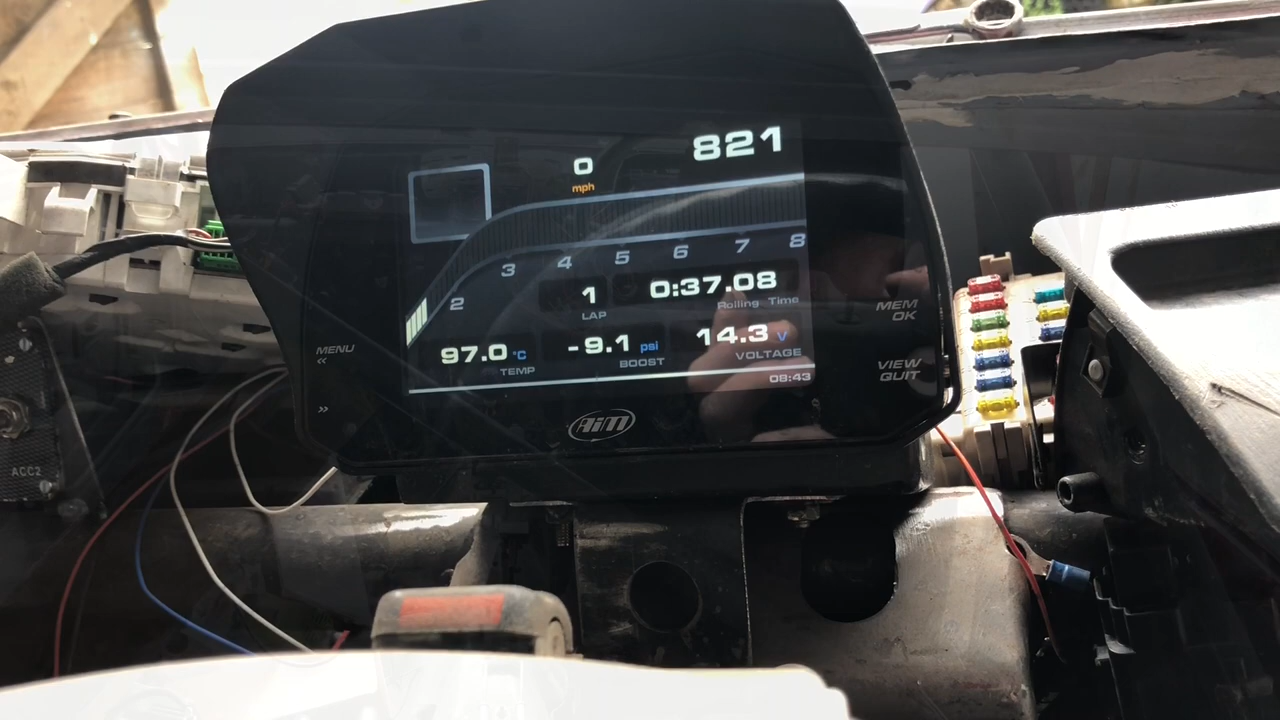 821
0
mph
3 4 5 6 7 8
2
1
LAP
0:37.08
Rolling Time
97.0 °C
TEMP
-9.1 psi
BOOST
14.3 V
VOLTAGE
08:43
MENU
<<
>>
MEM
OK
VIEW
QUIT
AiM
ACC2